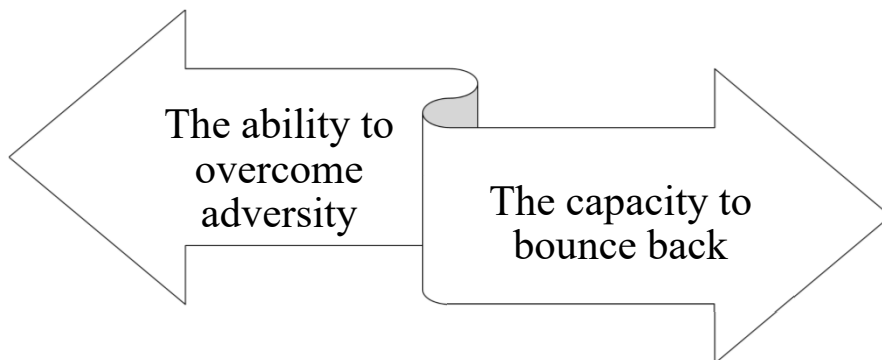 The ability to
overcome
adversity
The capacity to
bounce back